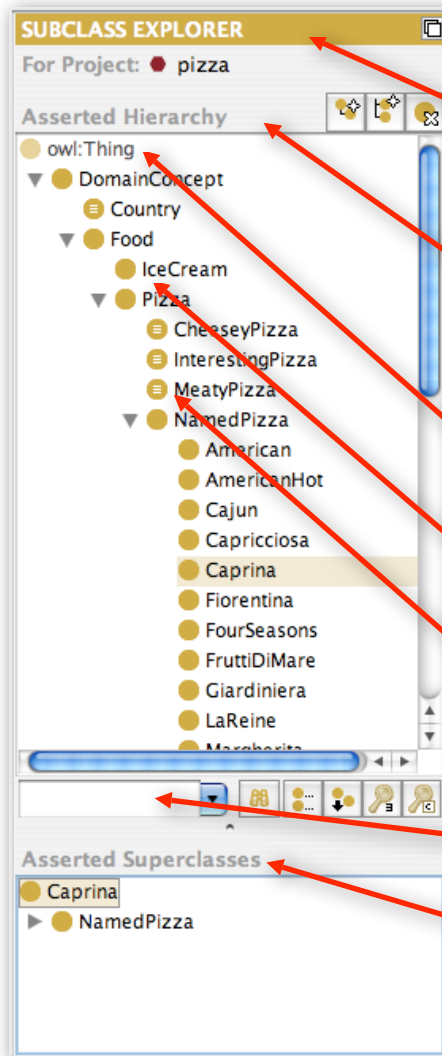 SUBCLASS EXPLORER
For Project: pizza
Asserted Hierarchy
owl:Thing
DomainConcept
Country
Food
IceCream
Pizza
CheeseyPizza
InterestingPizza
MeatyPizza
NamedPizza
American
AmericanHot
Cajun
Capricciosa
Caprina
Fiorentina
FourSeasons
FruttiDiMare
Giardiniera
LaReine
Margherita
Asserted Superclasses
Caprina
NamedPizza